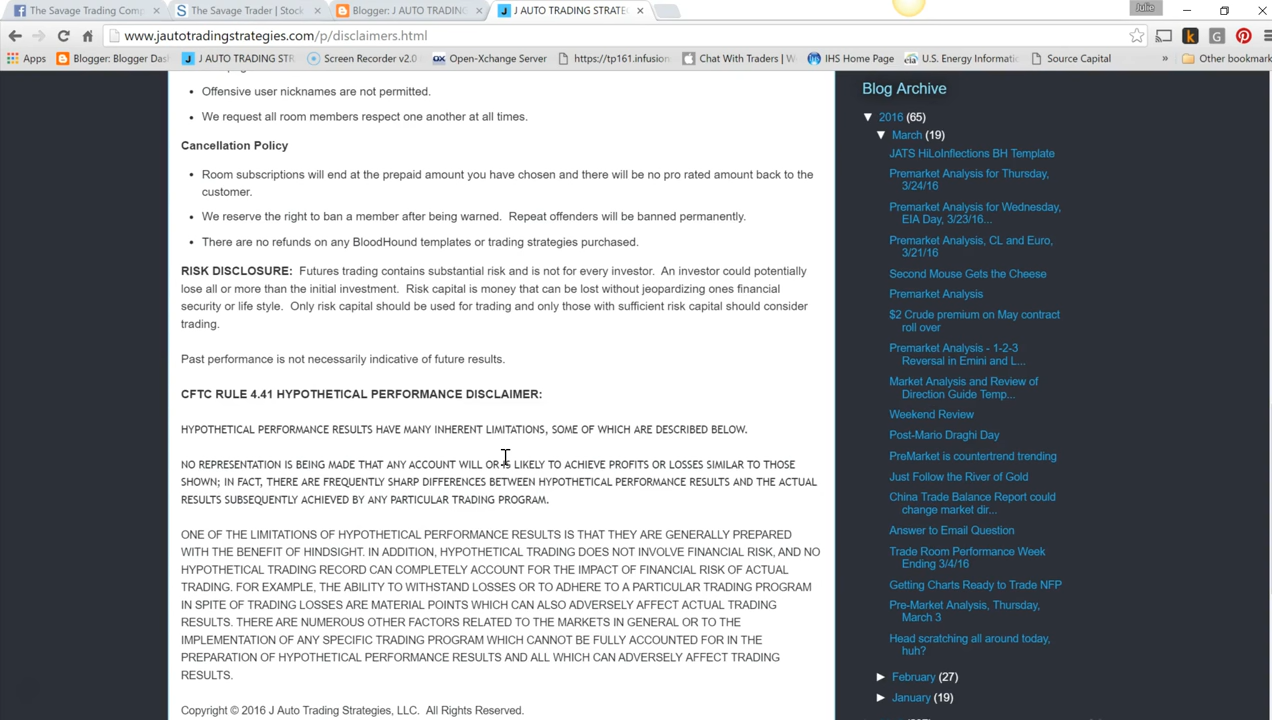 The Savage Trading Comp
The Savage Trader | Stock
Blogger: J AUTO TRADING
J AUTO TRADING STRATE
Julie
www.jautotradingstrategies.com/p/disclaimers.html
Apps
Blogger: Blogger Das
J AUTO TRADING STR
Screen Recorder v2.0
Open-Xchange Server
https://tp161.infusion
Chat With Traders | W
IHS Home Page
U.S. Energy Informati
Source Capital
»
Other bookmar
Offensive user nicknames are not permitted.
We request all room members respect one another at all times.
Cancellation Policy
Room subscriptions will end at the prepaid amount you have chosen and there will be no pro rated amount back to the
customer.
We reserve the right to ban a member after being warned. Repeat offenders will be banned permanently.
There are no refunds on any BloodHound templates or trading strategies purchased.
RISK DISCLOSURE: Futures trading contains substantial risk and is not for every investor. An investor could potentially
lose all or more than the initial investment. Risk capital is money that can be lost without jeopardizing ones financial
security or life style. Only risk capital should be used for trading and only those with sufficient risk capital should consider
trading.
Past performance is not necessarily indicative of future results.
CFTC RULE 4.41 HYPOTHETICAL PERFORMANCE DISCLAIMER:
HYPOTHETICAL PERFORMANCE RESULTS HAVE MANY INHERENT LIMITATIONS, SOME OF WHICH ARE DESCRIBED BELOW.
NO REPRESENTATION IS BEING MADE THAT ANY ACCOUNT WILL OR IS LIKELY TO ACHIEVE PROFITS OR LOSSES SIMILAR TO THOSE
SHOWN; IN FACT, THERE ARE FREQUENTLY SHARP DIFFERENCES BETWEEN HYPOTHETICAL PERFORMANCE RESULTS AND THE ACTUAL
RESULTS SUBSEQUENTLY ACHIEVED BY ANY PARTICULAR TRADING PROGRAM.
ONE OF THE LIMITATIONS OF HYPOTHETICAL PERFORMANCE RESULTS IS THAT THEY ARE GENERALLY PREPARED
WITH THE BENEFIT OF HINDSIGHT. IN ADDITION, HYPOTHETICAL TRADING DOES NOT INVOLVE FINANCIAL RISK, AND NO
HYPOTHETICAL TRADING RECORD CAN COMPLETELY ACCOUNT FOR THE IMPACT OF FINANCIAL RISK OF ACTUAL
TRADING. FOR EXAMPLE, THE ABILITY TO WITHSTAND LOSSES OR TO ADHERE TO A PARTICULAR TRADING PROGRAM
IN SPITE OF TRADING LOSSES ARE MATERIAL POINTS WHICH CAN ALSO ADVERSELY AFFECT ACTUAL TRADING
RESULTS. THERE ARE NUMEROUS OTHER FACTORS RELATED TO THE MARKETS IN GENERAL OR TO THE
IMPLEMENTATION OF ANY SPECIFIC TRADING PROGRAM WHICH CANNOT BE FULLY ACCOUNTED FOR IN THE
PREPARATION OF HYPOTHETICAL PERFORMANCE RESULTS AND ALL WHICH CAN ADVERSELY AFFECT TRADING
RESULTS.
Copyright © 2016 J Auto Trading Strategies, LLC. All Rights Reserved.
Blog Archive
▼ 2016 (65)
▼ March (19)
JATS HiLoInflections BH Template
Premarket Analysis for Thursday,
3/24/16
Premarket Analysis for Wednesday,
EIA Day, 3/23/16...
Premarket Analysis, CL and Euro,
3/21/16
Second Mouse Gets the Cheese
Premarket Analysis
$2 Crude premium on May contract
roll over
Premarket Analysis - 1-2-3
Reversal in Emini and L...
Market Analysis and Review of
Direction Guide Temp...
Weekend Review
Post-Mario Draghi Day
PreMarket is countertrend trending
Just Follow the River of Gold
China Trade Balance Report could
change market dir...
Answer to Email Question
Trade Room Performance Week
Ending 3/4/16
Getting Charts Ready to Trade NFP
Pre-Market Analysis, Thursday,
March 3
Head scratching all around today,
huh?
► February (27)
► January (19)